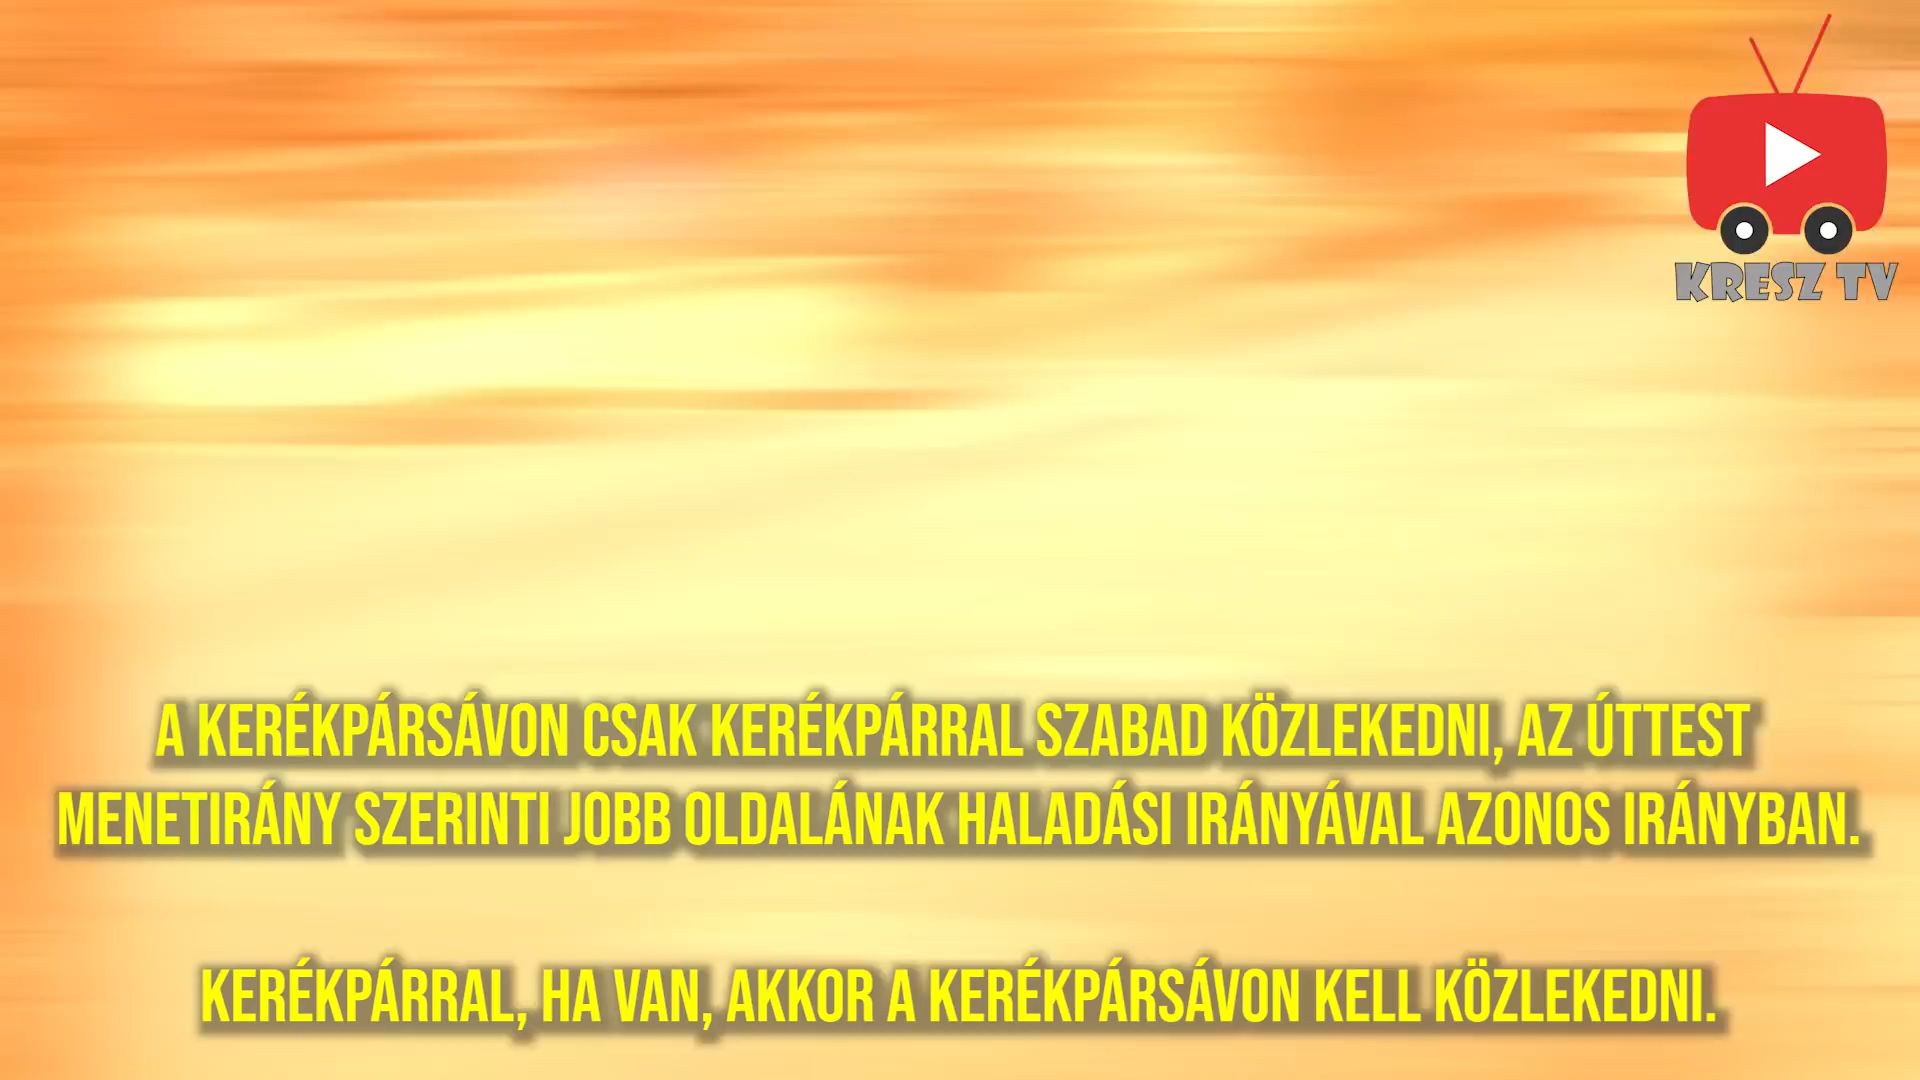 KRESZ TV
A KERÉKPÁRSÁVON CSAK KERÉKPÁRRAL SZABAD KÖZLEKEDNI, AZ ÚTTEST
MENETIRÁNY SZERINTI JOBB OLDALÁNAK HALADÁSI IRÁNYÁVAL AZONOS IRÁNYBAN.
KERÉKPÁRRAL, HA VAN, AKKOR A KERÉKPÁRSÁVON KELL KÖZLEKEDNI.